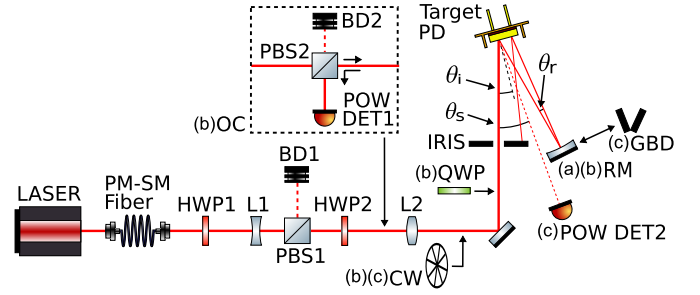 Target
PD
BD2
PBS2
θr
θi
POW
DET1
(b)OC
θs
IRIS
(c)GBD
(a)(b)RM
BD1
(b)QWP
LASER
PM-SM
Fiber
HWP1
L1
HWP2
L2
(c)POW DET2
PBS1
(b)(c)CW